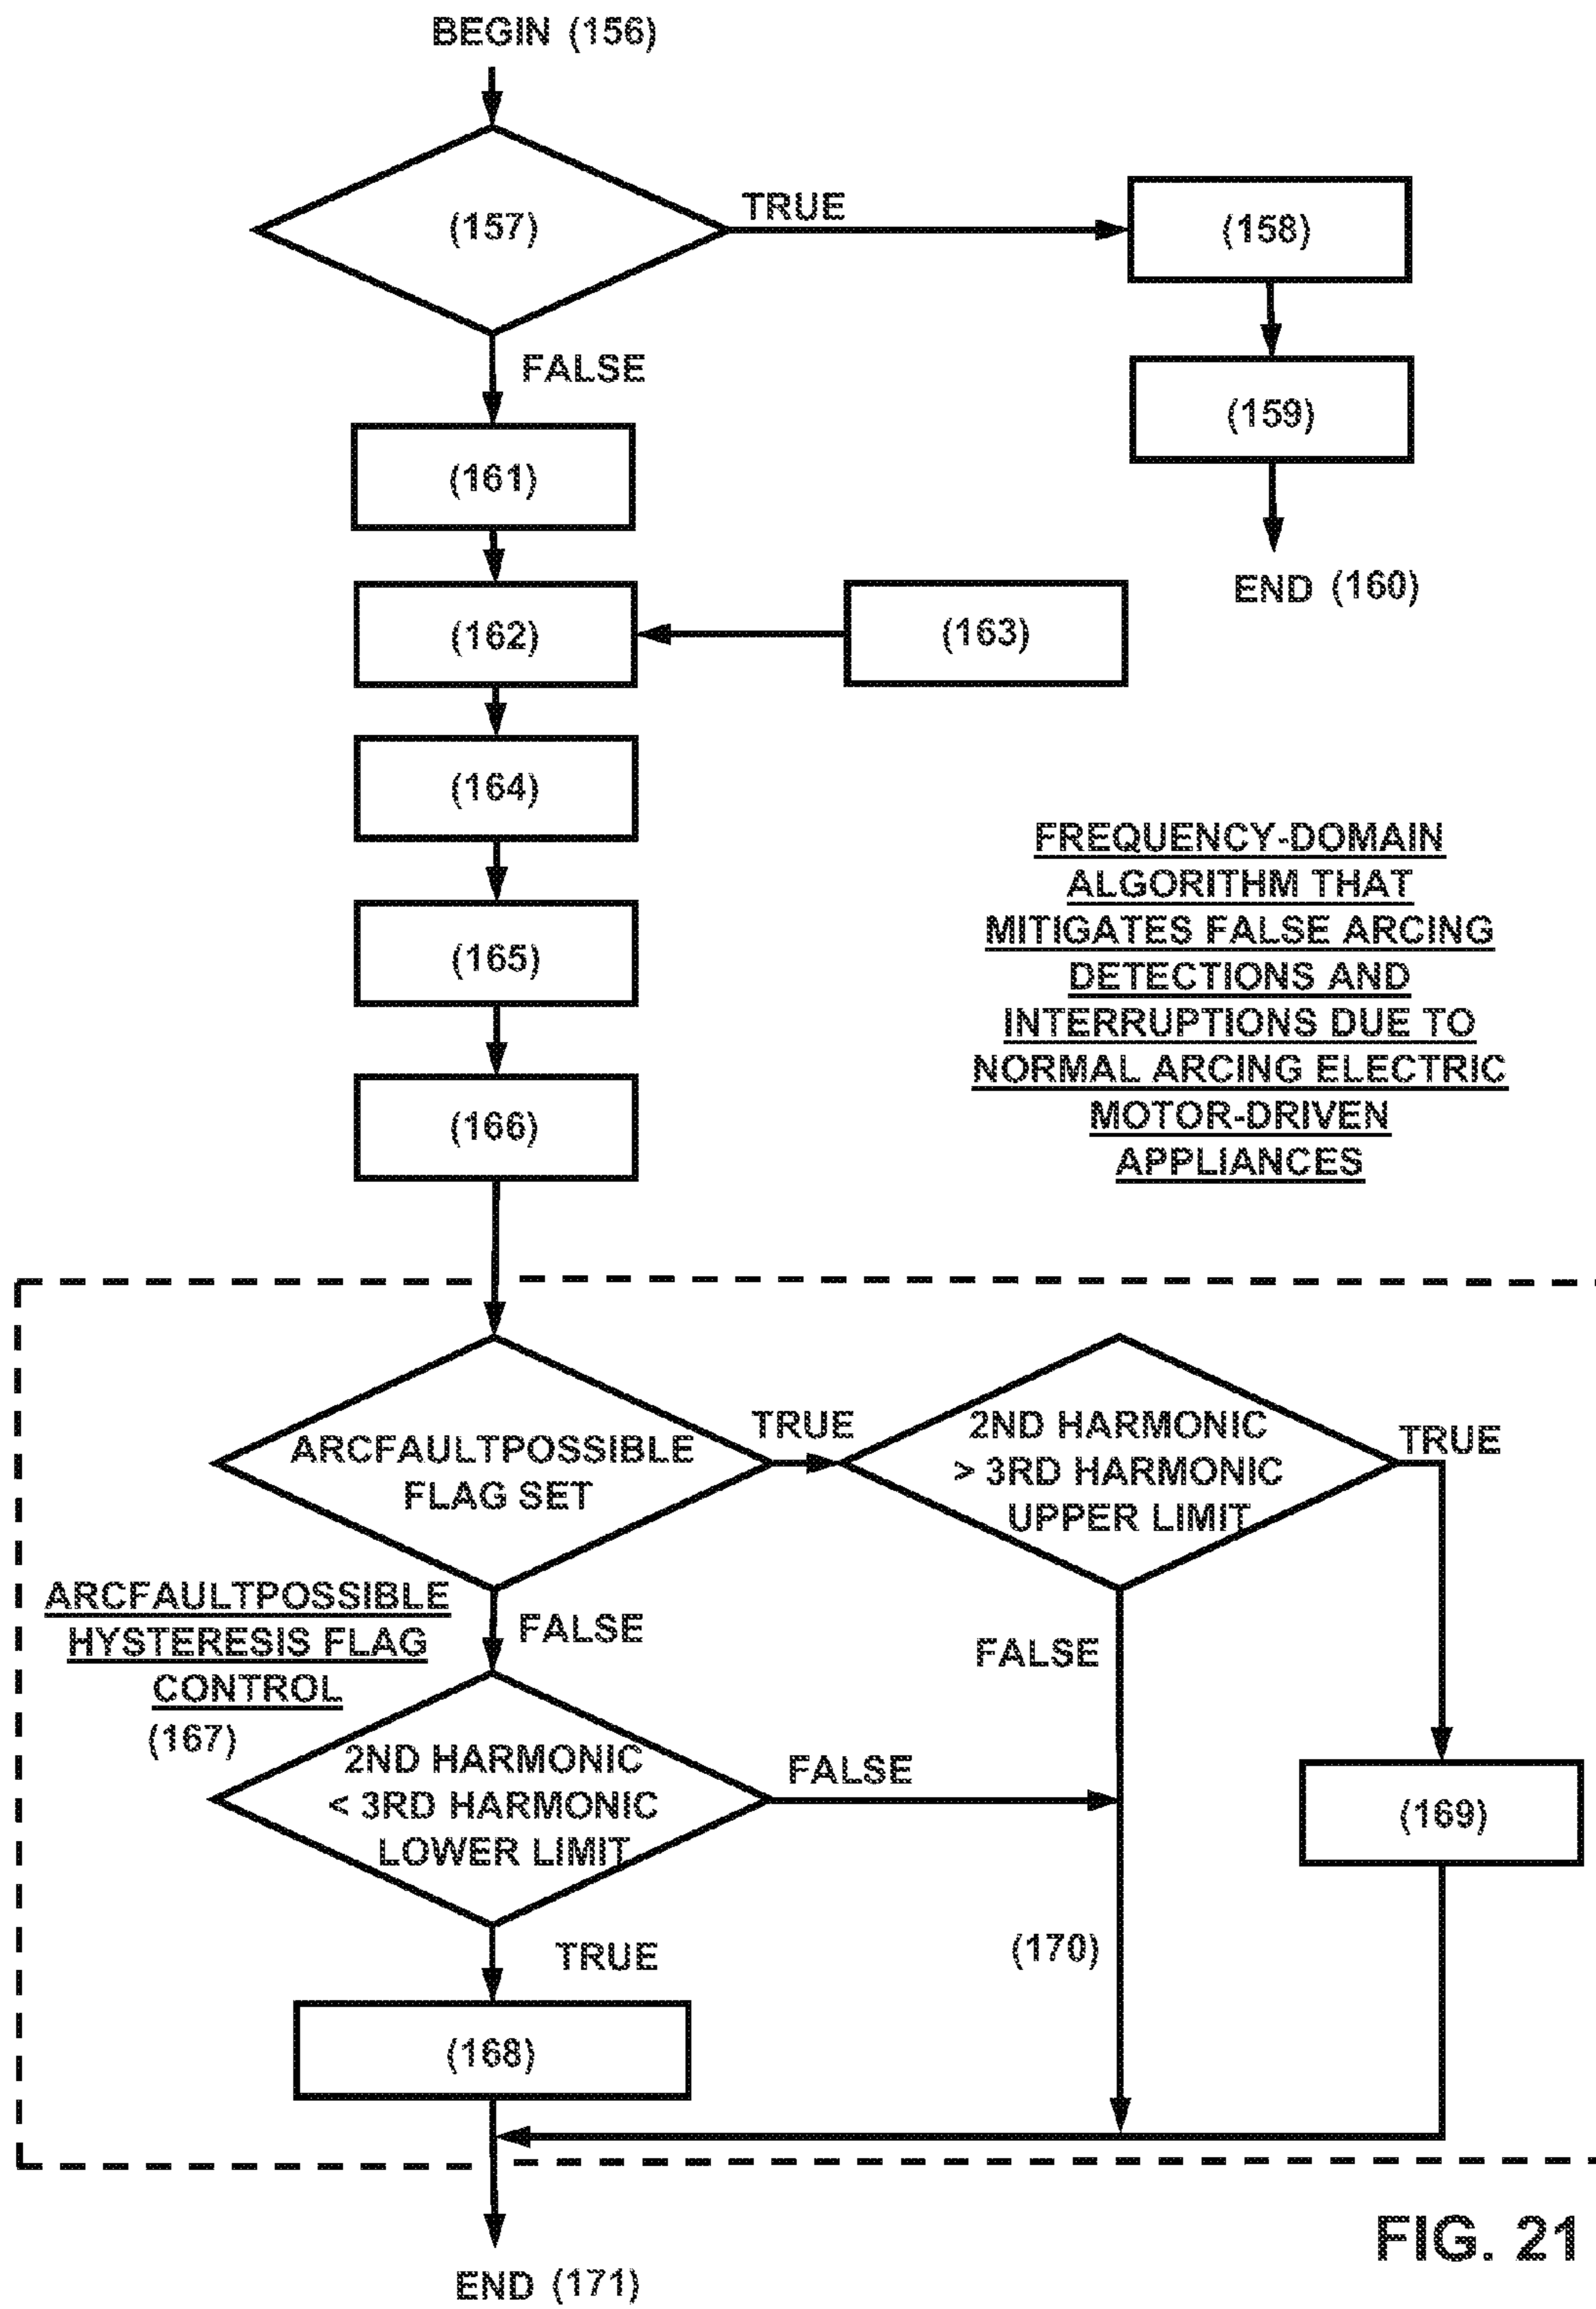 BEGIN (156)
(157)
TRUE
(158)
FALSE
(159)
(161)
END (160)
(162)
(163)
(164)
FREQUENCY-DOMAIN
ALGORITHM THAT
MITIGATES FALSE ARCING
DETECTIONS AND
INTERRUPTIONS DUE TO
NORMAL ARCING ELECTRIC
MOTOR-DRIVEN
APPLIANCES
(165)
(166)
ARCFAULTPOSSIBLE
FLAG SET
TRUE
2ND HARMONIC
> 3RD HARMONIC
UPPER LIMIT
TRUE
ARCFAULTPOSSIBLE
HYSTERESIS FLAG
CONTROL
(167)
FALSE
FALSE
2ND HARMONIC
< 3RD HARMONIC
LOWER LIMIT
FALSE
(169)
TRUE
(170)
(168)
END (171)
FIG. 21